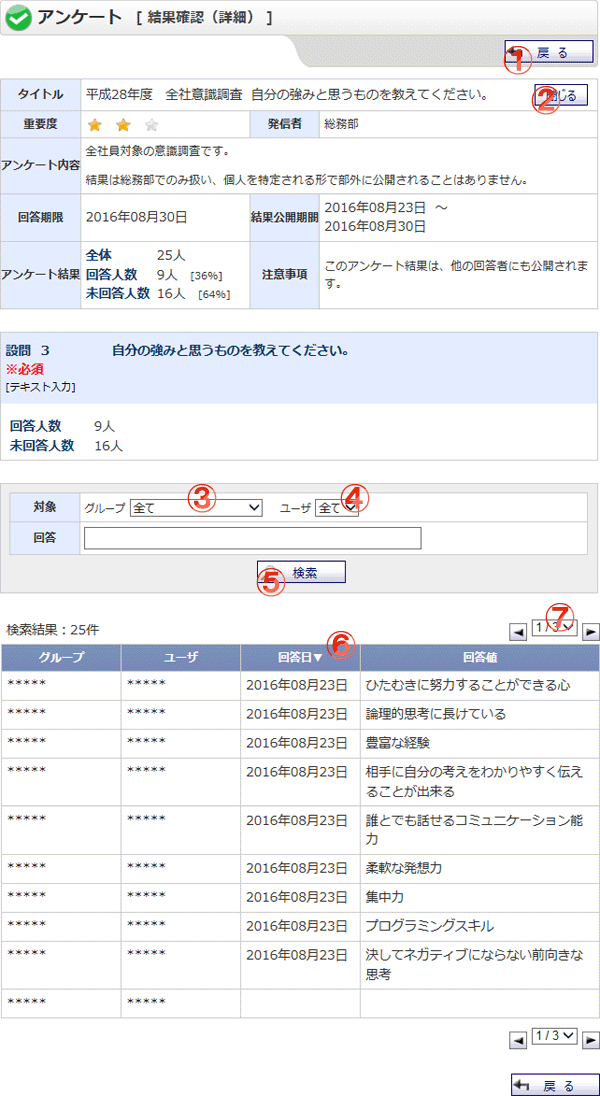 アンケート [ 結果確認（詳細） ]
① 戻 る
タイトル 平成28年度 全社意識調査 自分の強みと思うものを教えてください。 ② 閉じる
重要度 発信者 総務部
アンケート内容 全社員対象の意識調査です。
結果は総務部でのみ扱い、個人を特定される形で部外に公開されることはありません。
回答期限 2016年08月30日 結果公開期間 2016年08月23日 ～
2016年08月30日
アンケート結果 全体 25人
回答人数 9人 [36%]
未回答人数 16人 [64%]
注意事項 このアンケート結果は、他の回答者にも公開されま
す。
設問 3 自分の強みと思うものを教えてください。
※必須
[テキスト入力]
回答人数 9人
未回答人数 16人
③ ④
対象 グループ 全て ユーザ 全て
回答
⑤ 検索
検索結果：25件 ◀ 1 / 3 ⑦ ▶
グループ ユーザ 回答日▼ ⑥ 回答値
***** ***** 2016年08月23日 ひたむきに努力することができる心
***** ***** 2016年08月23日 論理的思考に長けている
***** ***** 2016年08月23日 豊富な経験
***** ***** 2016年08月23日 相手に自分の考えをわかりやすく伝え
ることが出来る
***** ***** 2016年08月23日 誰とでも話せるコミュニケーション能
力
***** ***** 2016年08月23日 柔軟な発想力
***** ***** 2016年08月23日 集中力
***** ***** 2016年08月23日 プログラミングスキル
***** ***** 2016年08月23日 決してネガティブにならない前向きな
思考
***** *****
◀ 1 / 3 ▶
戻 る